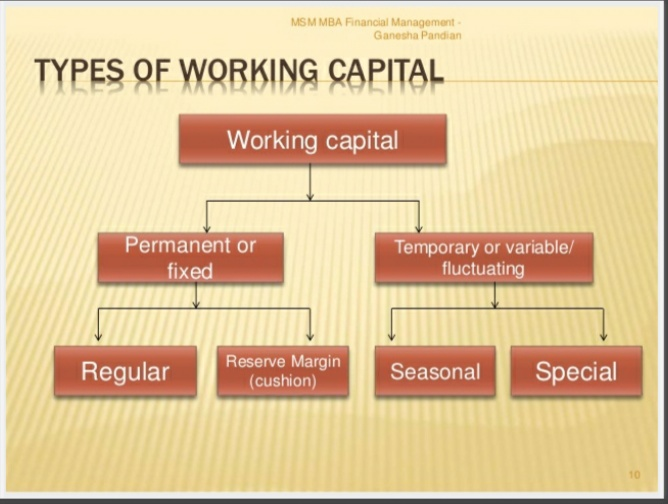 MSM MBA Financial Management -
Ganesha Pandian
TYPES OF WORKING CAPITAL
Working capital
Permanent or
fixed
Temporary or variable/
fluctuating
Regular
Reserve Margin
(cushion)
Seasonal
Special
10